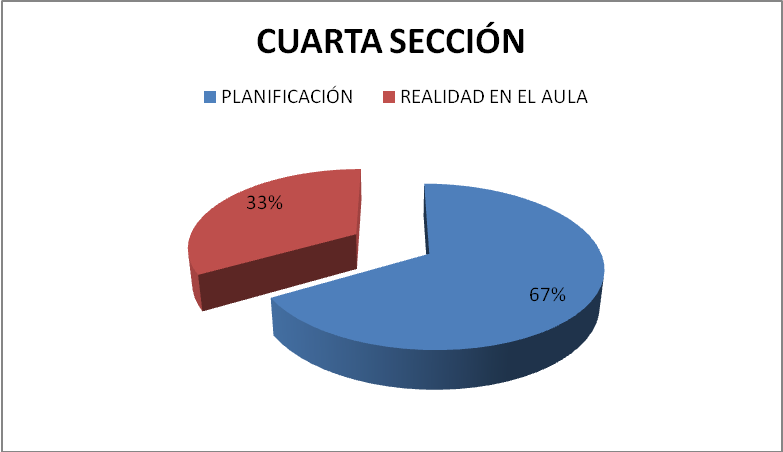 CUARTA SECCIÓN
PLANIFICACIÓN REALIDAD EN EL AULA
33%
67%